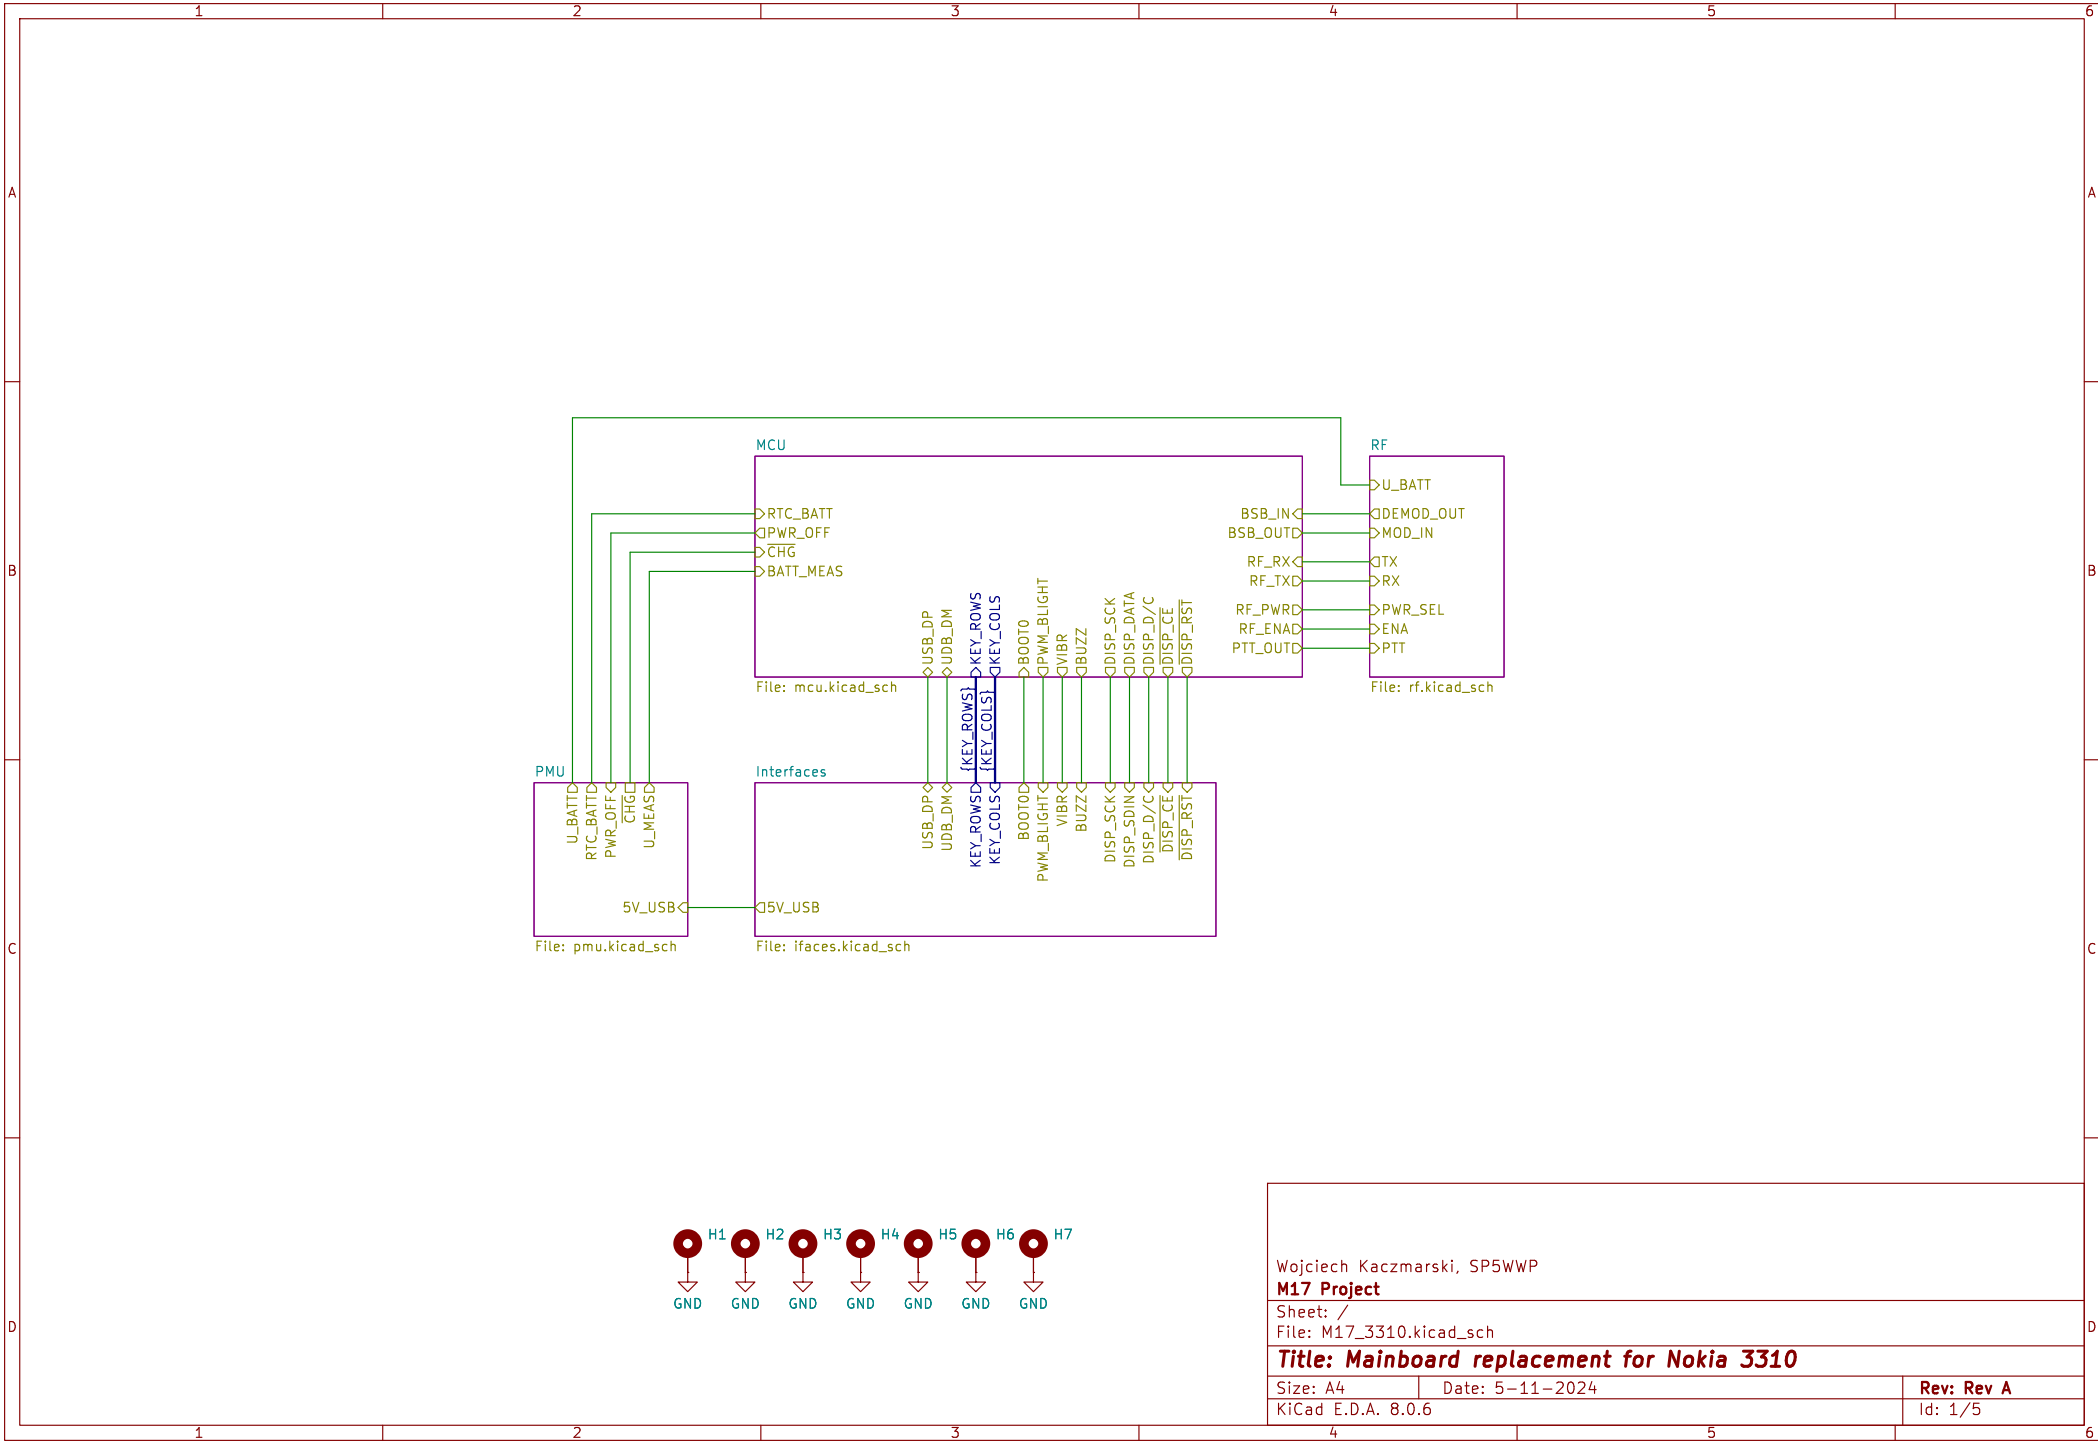 1 2 3 4 5 6
A A
B B
C C
D D
MCU
RTC_BATT
PWR_OFF
CHG
BATT_MEAS
BSB_IN
BSB_OUT
RF_RX
RF_TX
RF_PWR
RF_ENA
PTT_OUT
USB_DP
UDB_DM
KEY_ROWS
KEY_COLS
BOOT0
PWM_BLIGHT
VIBR
BUZZ
DISP_SCK
DISP_DATA
DISP_D/C
DISP_CE
DISP_RST
File: mcu.kicad_sch
RF
U_BATT
DEMOD_OUT
MOD_IN
TX
RX
PWR_SEL
ENA
PTT
File: rf.kicad_sch
{KEY_ROWS}
{KEY_COLS}
PMU
U_BATT
RTC_BATT
PWR_OFF
CHG
U_MEAS
5V_USB
File: pmu.kicad_sch
Interfaces
USB_DP
UDB_DM
KEY_ROWS
KEY_COLS
BOOT0
PWM_BLIGHT
VIBR
BUZZ
DISP_SCK
DISP_SDIN
DISP_D/C
DISP_CE
DISP_RST
5V_USB
File: ifaces.kicad_sch
H1 H2 H3 H4 H5 H6 H7
GND GND GND GND GND GND GND
Wojciech Kaczmarski, SP5WWP
M17 Project
Sheet: /
File: M17_3310.kicad_sch
Title: Mainboard replacement for Nokia 3310
Size: A4 Date: 5-11-2024 Rev: Rev A
KiCad E.D.A. 8.0.6 Id: 1/5
1 2 3 4 5 6